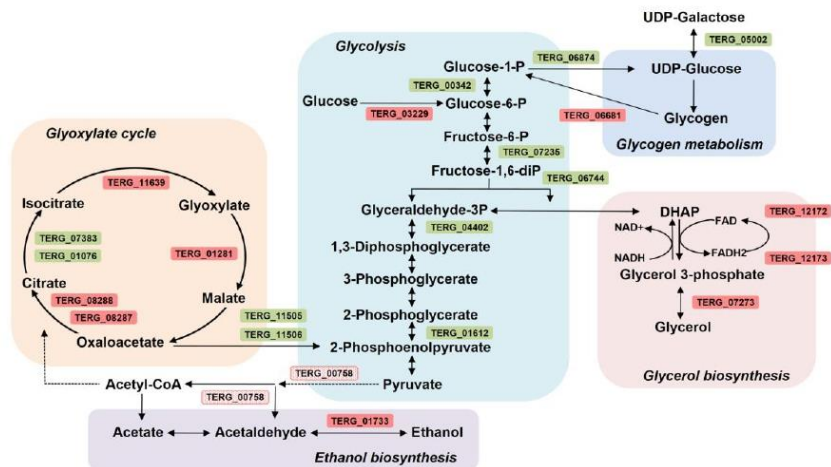 UDP-Galactose
TERG_05002
Glycolysis
Glucose-1-P
TERG_06874
UDP-Glucose
TERG_00342
Glucose
TERG_03229
Glucose-6-P
TERG_06681
Glycogen
Glycogen metabolism
Fructose-6-P
TERG_07235
Fructose-1,6-diP
TERG_06744
Glyoxylate cycle
TERG_11639
Isocitrate
Glyoxylate
TERG_07383
TERG_01076
TERG_01281
Citrate
TERG_08288
TERG_08287
Malate
Oxaloacetate
TERG_11505
TERG_11506
Glyceraldehyde-3P
TERG_04402
1,3-Diphosphoglycerate
3-Phosphoglycerate
2-Phosphoglycerate
TERG_01612
2-Phosphoenolpyruvate
Pyruvate
DHAP
TERG_12172
NAD+
FAD
NADH
FADH2
TERG_12173
Glycerol 3-phosphate
TERG_07273
Glycerol
Glycerol biosynthesis
TERG_00758
Acetyl-CoA
TERG_00758
TERG_01733
Acetate
Acetaldehyde
Ethanol
Ethanol biosynthesis